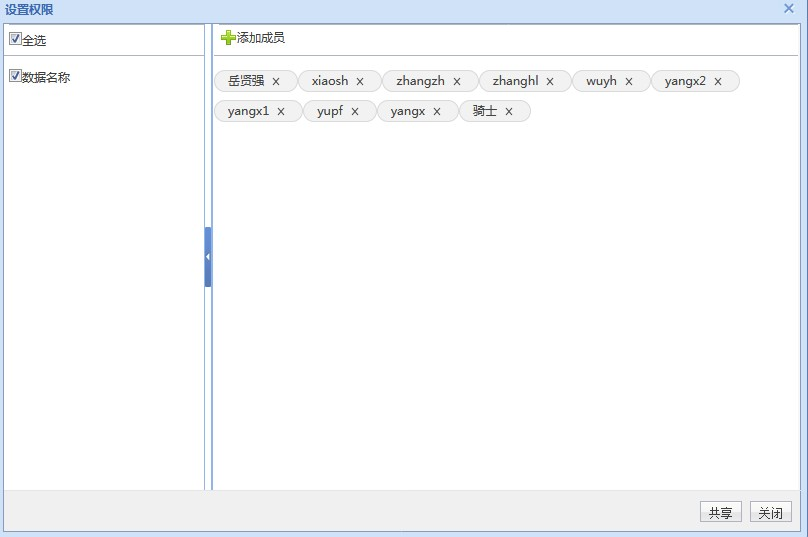 设置权限
全选
数据名称
添加成员
岳贤强 x xiaosh x zhangzh x zhanghl x wuyh x yangx2 x
yangx1 x yupf x yangx x 骑士 x
共享 关闭